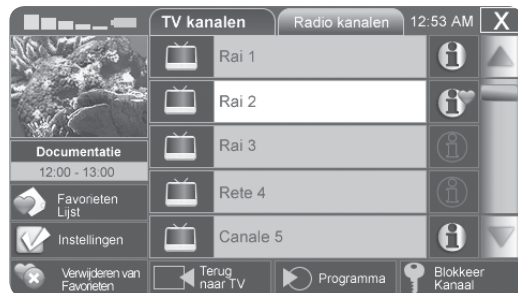 TV kanalen
Radio kanalen
12:53 AM
X
Rai 1
Rai 2
Rai 3
Rete 4
Canale 5
Documentatie
12:00 - 13:00
Favorieten
Lijst
Instellingen
Verwijderen van
Favorieten
Terug
naar TV
Programma
Blokkeer
Kanaal